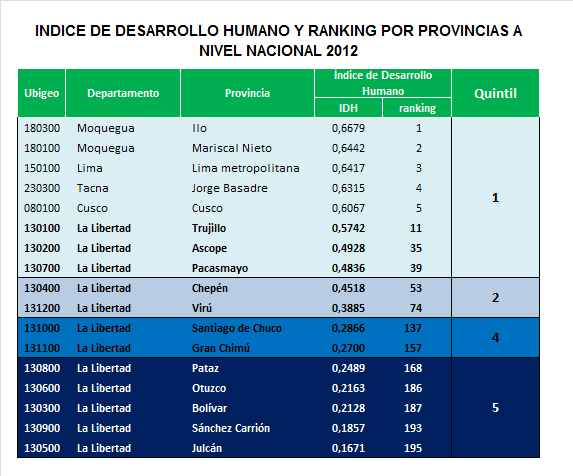 INDICE DE DESARROLLO HUMANO Y RANKING POR PROVINCIAS A
NIVEL NACIONAL 2012
Ubigeo Departamento Provincia Índice de Desarrollo Humano Quintil
IDH ranking
180300 Moquegua Ilo 0,6679 1
180100 Moquegua Mariscal Nieto 0,6442 2
150100 Lima Lima metropolitana 0,6417 3
230300 Tacna Jorge Basadre 0,6315 4
080100 Cusco Cusco 0,6067 5
1
130100 La Libertad Trujillo 0,5742 11
130200 La Libertad Ascope 0,4928 35
130700 La Libertad Pacasmayo 0,4836 39
130400 La Libertad Chepén 0,4518 53
2
131200 La Libertad Virú 0,3885 74
131000 La Libertad Santiago de Chuco 0,2866 137
4
131100 La Libertad Gran Chimú 0,2700 157
130800 La Libertad Pataz 0,2489 168
130600 La Libertad Otuzco 0,2163 186
130300 La Libertad Bolívar 0,2128 187
5
130900 La Libertad Sánchez Carrión 0,1857 193
130500 La Libertad Julcán 0,1671 195